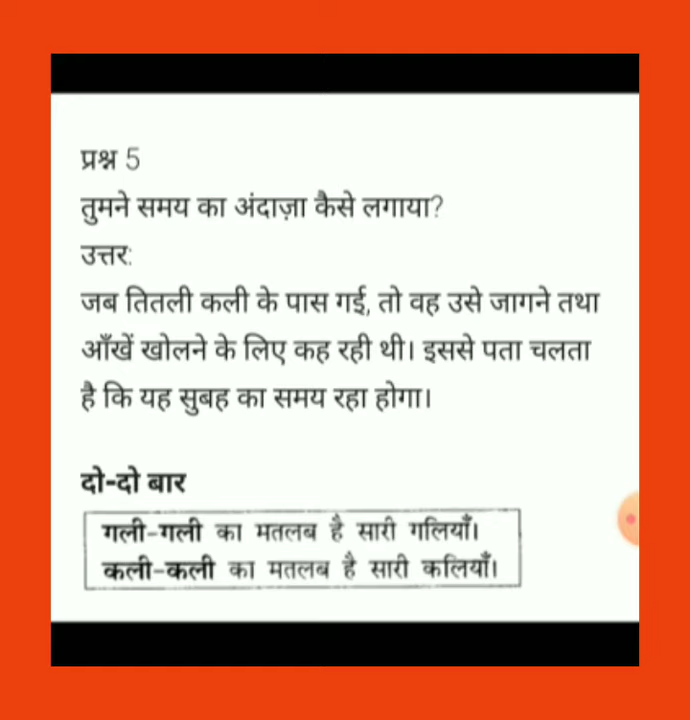 प्रश्न 5
तुमने समय का अंदाज़ा कैसे लगाया?
उत्तर:
जब तितली कली के पास गई, तो वह उसे जागने तथा
आँखें खोलने के लिए कह रही थी। इससे पता चलता
है कि यह सुबह का समय रहा होगा।
दो-दो बार
गली-गली का मतलब है सारी गलियाँ।
कली-कली का मतलब है सारी कलियाँ।